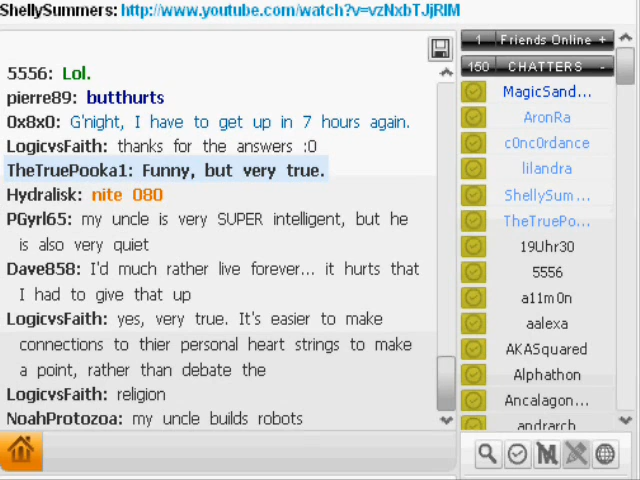 ShellySummers: http://www.youtube.com/watch?v=vzNxbTJjRIM
5556: Lol.
pierre89: butthurts
0x8x0: G'night, I have to get up in 7 hours again.
LogicvsFaith: thanks for the answers :0
TheTruePooka1: Funny, but very true.
Hydralisk: nite 080
PGyrl65: my uncle is very SUPER intelligent, but he
is also very quiet
Dave858: I'd much rather live forever... it hurts that
I had to give that up
LogicvsFaith: yes, very true. It's easier to make
connections to thier personal heart strings to make
a point, rather than debate the
LogicvsFaith: religion
NoahProtozoa: my uncle builds robots
1 Friends Online +
150 CHATTERS -
MagicSand...
AronRa
c0nc0rdance
lilandra
ShellySum...
TheTruePo...
19Uhr30
5556
a11m0n
aalexa
AKASquared
Alphathon
Ancalagon...
andrarch